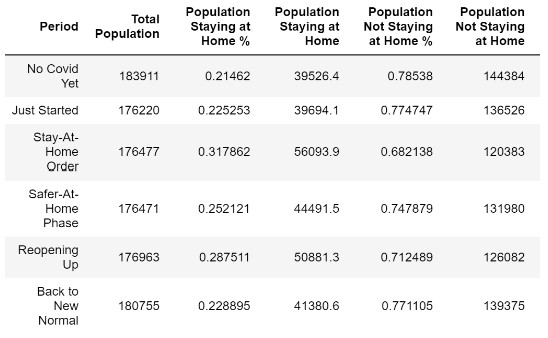 Period Total Population Population Staying at Home % Population Staying at Home Population Not Staying at Home % Population Not Staying at Home
No Covid Yet 183911 0.21462 39526.4 0.78538 144384
Just Started 176220 0.225253 39694.1 0.774747 136526
Stay-At-Home Order 176477 0.317862 56093.9 0.682138 120383
Safer-At-Home Phase 176471 0.252121 44491.5 0.747879 131980
Reopening Up 176963 0.287511 50881.3 0.712489 126082
Back to New Normal 180755 0.228895 41380.6 0.771105 139375